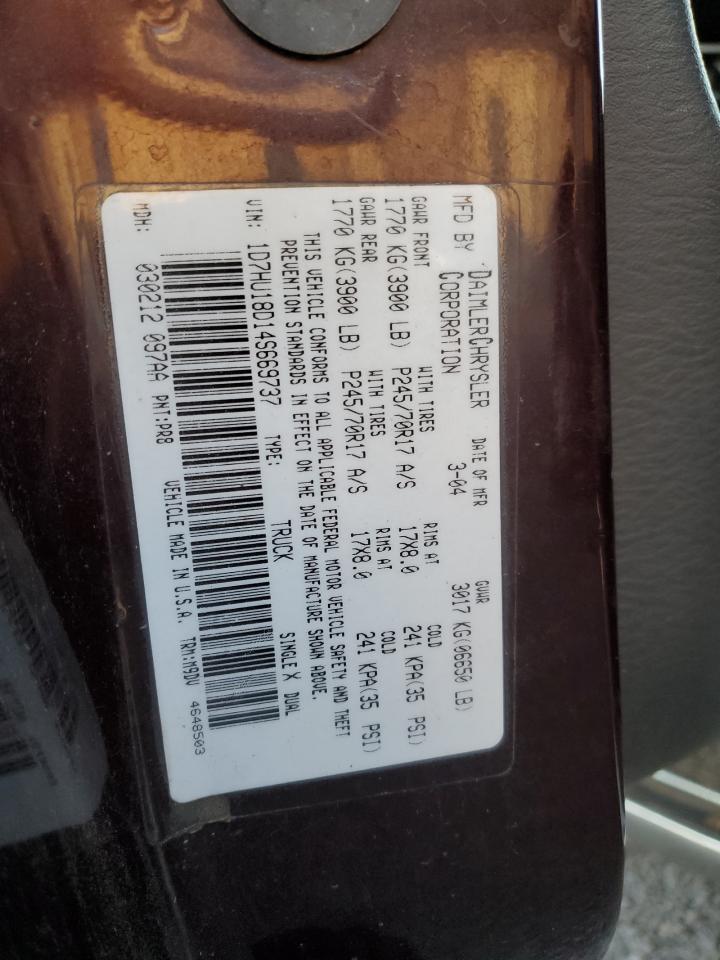 MFD BY DAIMLERCHRYSLER CORPORATION DATE OF MFR 3-04 GVWR 3017 KG(06650 LB)
GAWR FRONT WITH TIRES RIMS AT COLD
1770 KG(3900 LB) P245/70R17 A/S 17X8.0 241 KPA(35 PSI)
GAWR REAR WITH TIRES RIMS AT COLD
1770 KG(3900 LB) P245/70R17 A/S 17X8.0 241 KPA(35 PSI)
THIS VEHICLE CONFORMS TO ALL APPLICABLE FEDERAL MOTOR VEHICLE SAFETY AND THEFT
PREVENTION STANDARDS IN EFFECT ON THE DATE OF MANUFACTURE SHOWN ABOVE.
VIN: 1D7HU18D14S669737 TYPE: TRUCK SINGLE X DUAL
MDH: 030212 097AA PNT:PR8 VEHICLE MADE IN U.S.A. TRM:M9DV 4648503